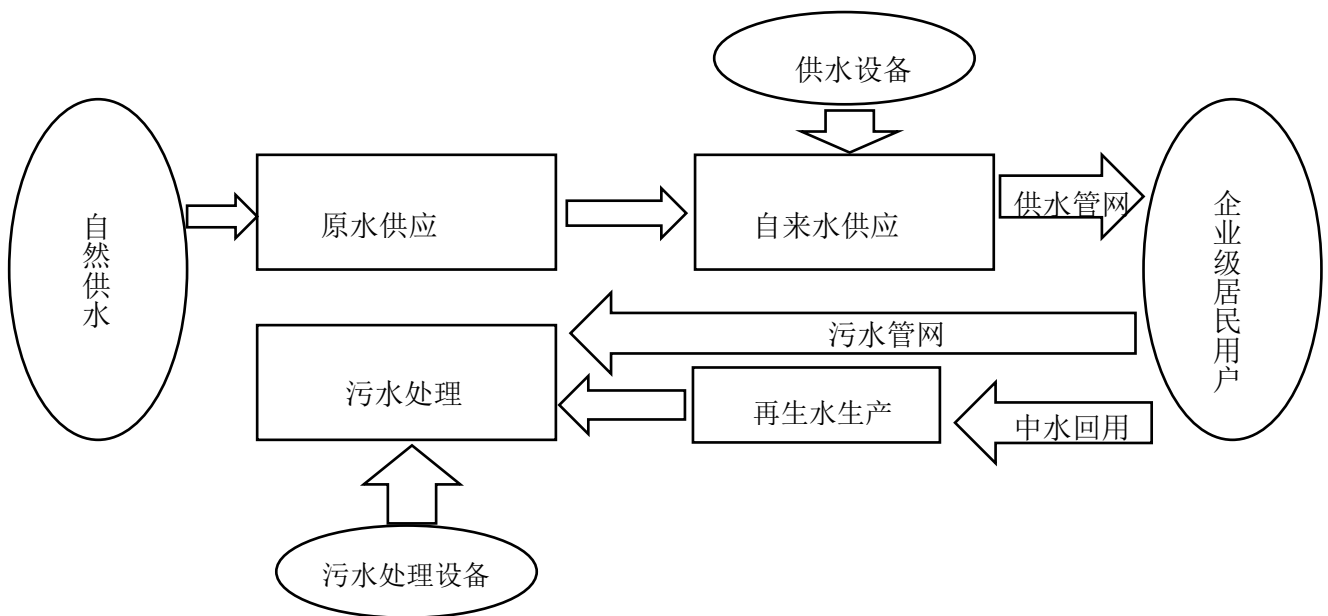 供水设备
自然供水
原水供应
自来水供应
供水管网
企业级居民用户
污水管网
污水处理
再生水生产
中水回用
污水处理设备